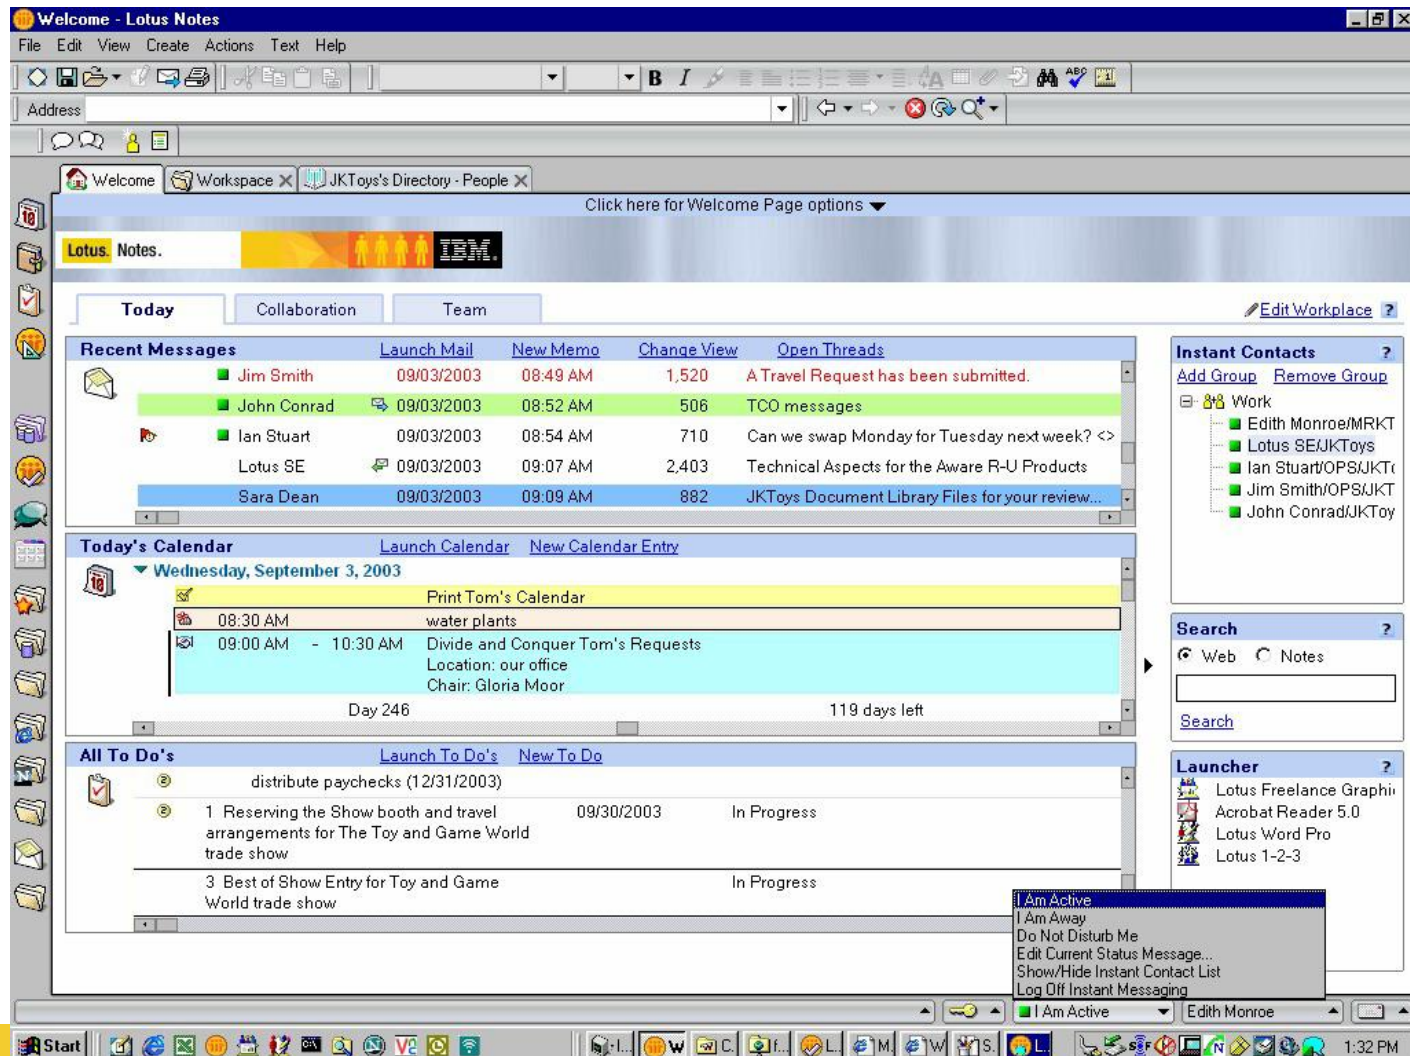 Welcome - Lotus Notes
File Edit View Create Actions Text Help
B I ABC
Address
Welcome Workspace JKToys's Directory - People
Click here for Welcome Page options
Lotus. Notes. IBM.
Today Collaboration Team Edit Workplace ?
Recent Messages Launch Mail New Memo Change View Open Threads
Jim Smith 09/03/2003 08:49 AM 1,520 A Travel Request has been submitted.
John Conrad 09/03/2003 08:52 AM 506 TCO messages
Ian Stuart 09/03/2003 08:54 AM 710 Can we swap Monday for Tuesday next week? <>
Lotus SE 09/03/2003 09:07 AM 2,403 Technical Aspects for the Aware R-U Products
Sara Dean 09/03/2003 09:09 AM 882 JKToys Document Library Files for your review...
Today's Calendar Launch Calendar New Calendar Entry
Wednesday, September 3, 2003
Print Tom's Calendar
08:30 AM water plants
09:00 AM - 10:30 AM Divide and Conquer Tom's Requests
Location: our office
Chair: Gloria Moor
Day 246 119 days left
All To Do's Launch To Do's New To Do
distribute paychecks (12/31/2003)
1 Reserving the Show booth and travel 09/30/2003 In Progress
arrangements for The Toy and Game World
trade show
3 Best of Show Entry for Toy and Game In Progress
World trade show
Instant Contacts ?
Add Group Remove Group
Work
Edith Monroe/MRKT
Lotus SE/JKToys
Ian Stuart/OPS/JKT
Jim Smith/OPS/JKT
John Conrad/JKToy
Search ?
Web Notes
Search
Launcher ?
Lotus Freelance Graphi
Acrobat Reader 5.0
Lotus Word Pro
Lotus 1-2-3
I Am Active
I Am Away
Do Not Disturb Me
Edit Current Status Message...
Show/Hide Instant Contact List
Log Off Instant Messaging
I Am Active Edith Monroe
Start I... W C. If... L. M. W S. L. 1:32 PM